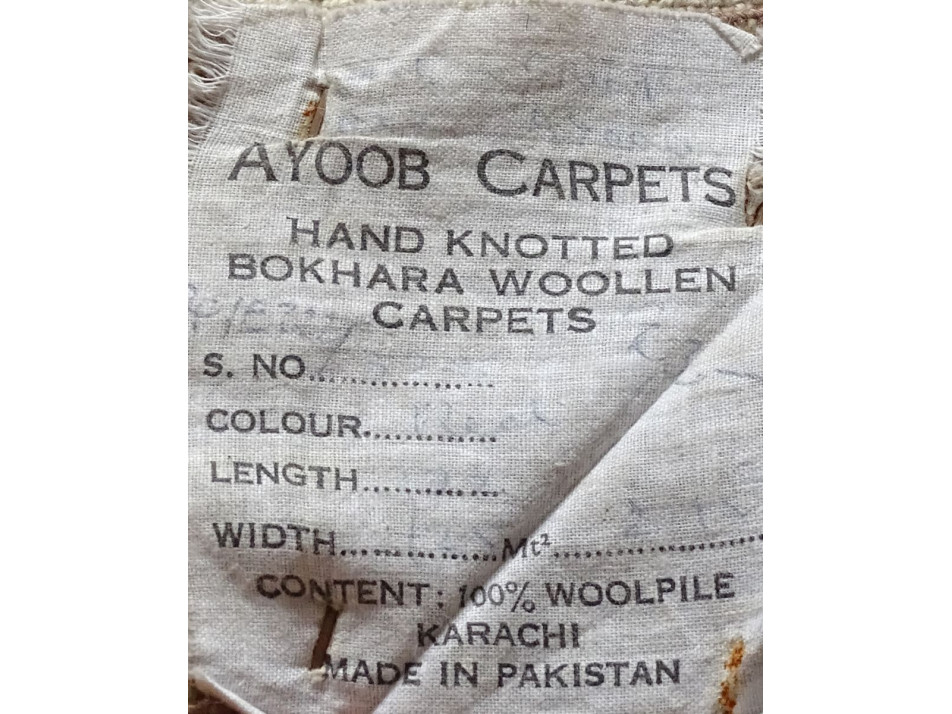 AYOOB CARPETS
HAND KNOTTED
BOKHARA WOOLLEN
CARPETS
S. NO....................
COLOUR..............
LENGTH...............
WIDTH.................Mt²..........................
CONTENT: 100% WOOLPILE
KARACHI
MADE IN PAKISTAN